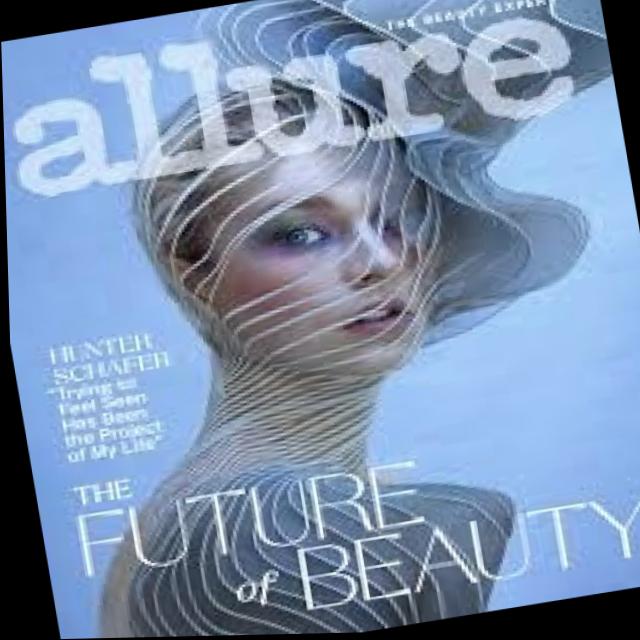 THE BEAUTY EXPERT
allure
HUNTER
SCHAFER
"Trying to
Feel Seen
Has Been
the Project
of My Life"
THE
FUTURE
of BEAUTY